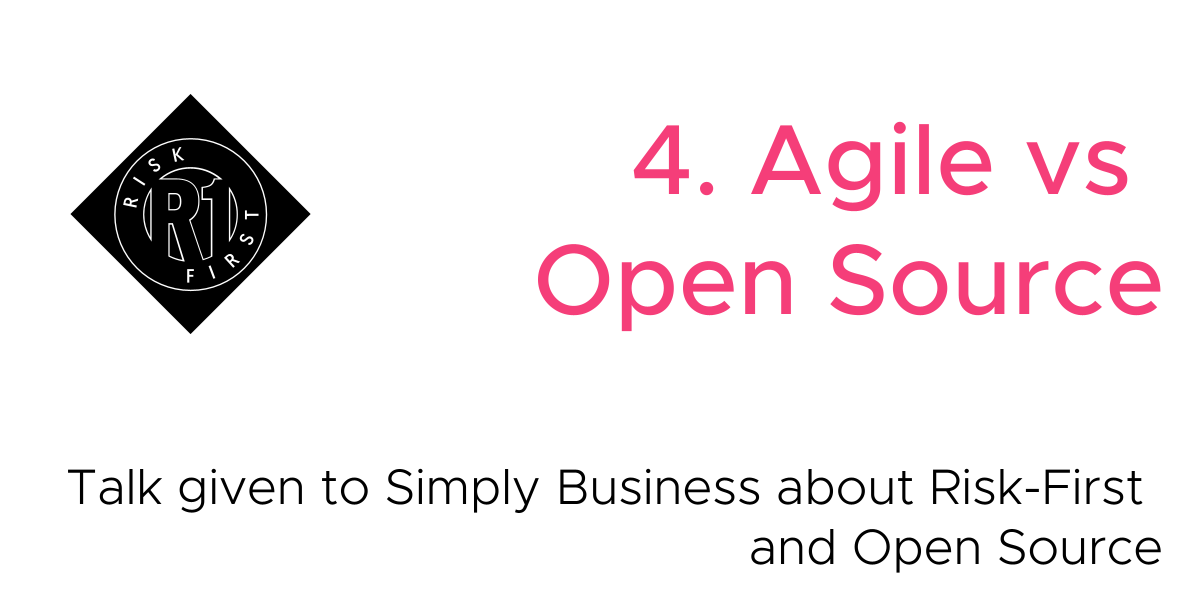 RISK
R1
FIRST
4. Agile vs
Open Source
Talk given to Simply Business about Risk-First
and Open Source